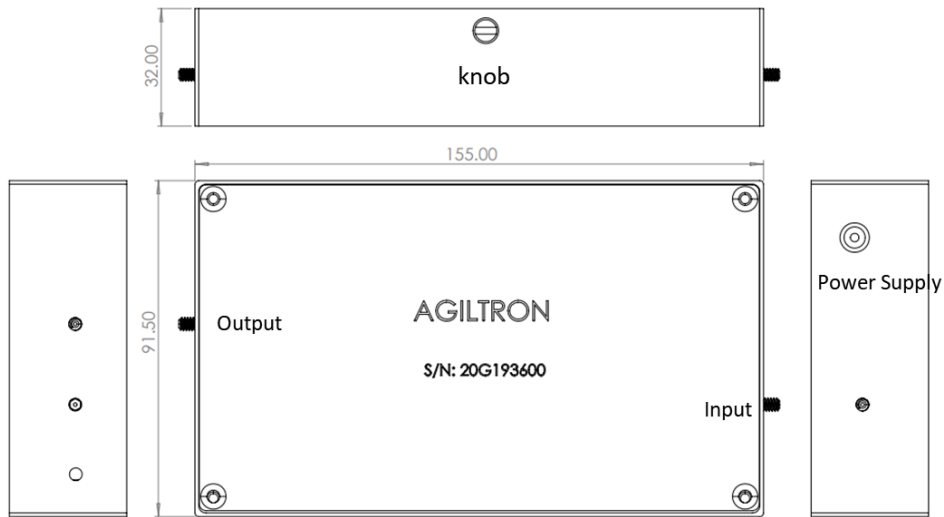 32.00
knob
155.00
91.50
Output
AGILTRON
S/N: 20G193600
Input
Power Supply